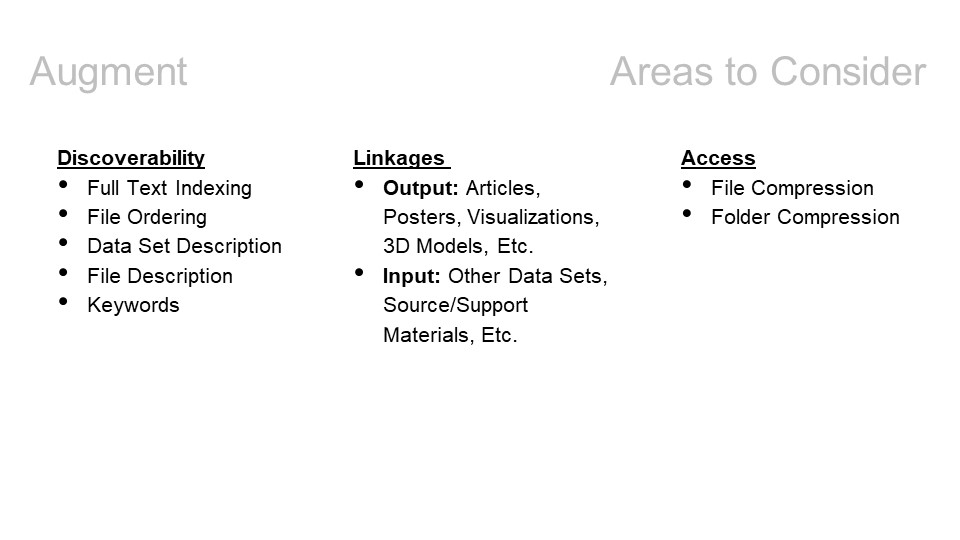 Augment
Areas to Consider
Discoverability
• Full Text Indexing
• File Ordering
• Data Set Description
• File Description
• Keywords
Linkages
• Output: Articles,
Posters, Visualizations,
3D Models, Etc.
• Input: Other Data Sets,
Source/Support
Materials, Etc.
Access
• File Compression
• Folder Compression